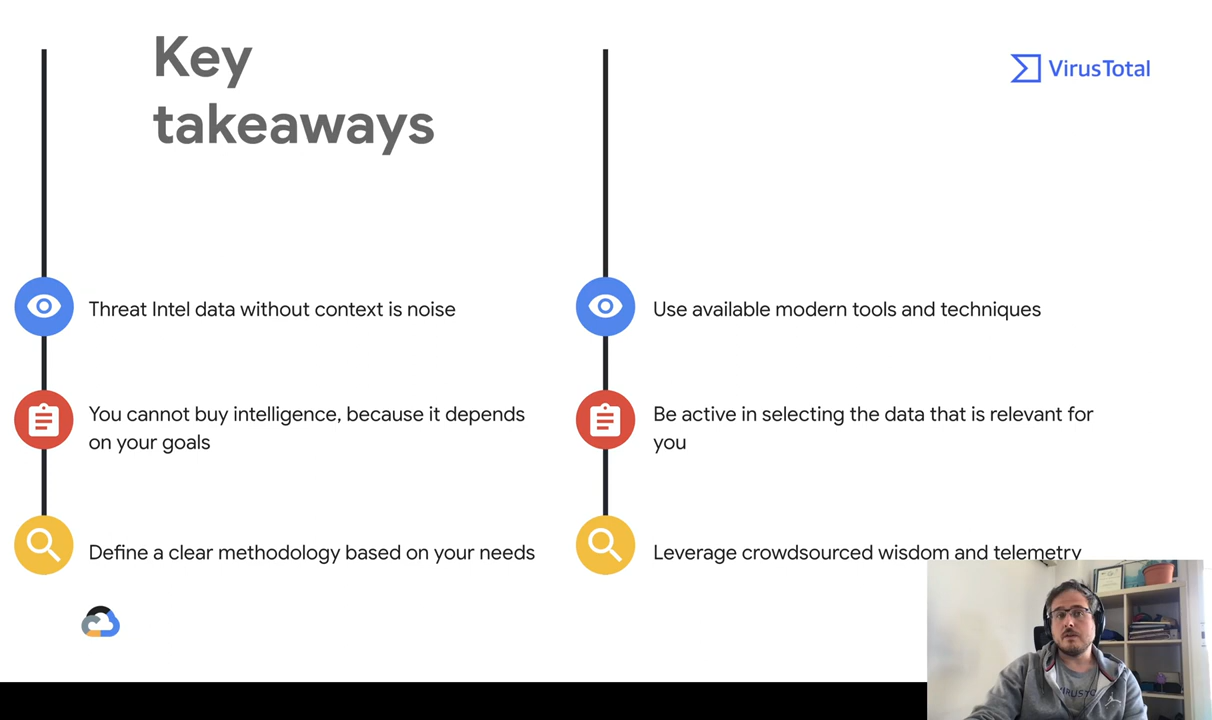 Key
takeaways
VirusTotal
Threat Intel data without context is noise
You cannot buy intelligence, because it depends
on your goals
Define a clear methodology based on your needs
Use available modern tools and techniques
Be active in selecting the data that is relevant for
you
Leverage crowdsourced wisdom and telemetry